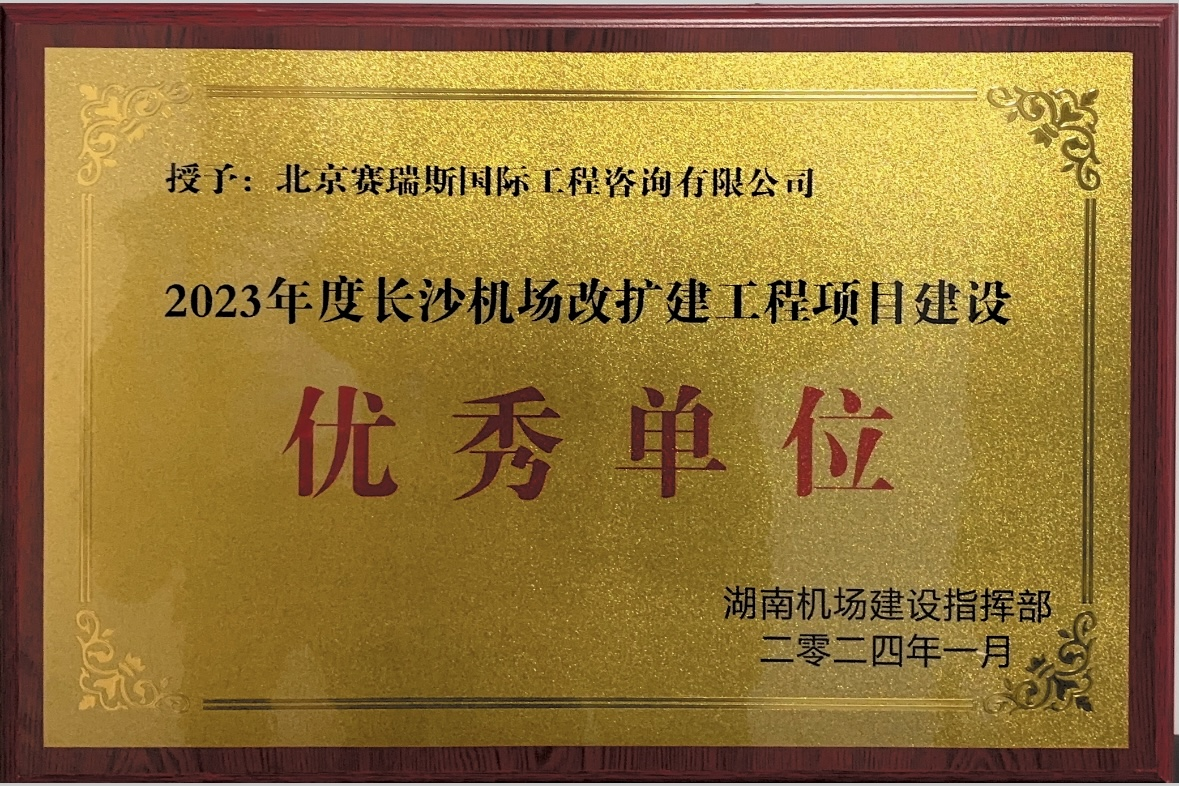 授予：北京赛瑞斯国际工程咨询有限公司
2023年度长沙机场改扩建工程项目建设
优秀单位
湖南机场建设指挥部
二零二四年一月